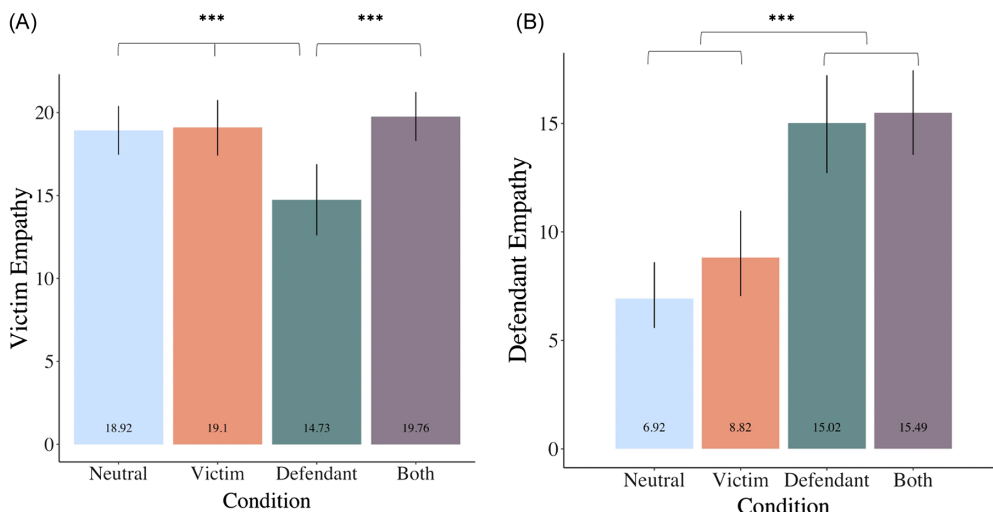 (A)
*** ***
Victim Empathy
20
15
10
5
0
18.92 19.1 14.73 19.76
Neutral Victim Defendant Both
Condition
(B)
***
Defendant Empathy
15
10
5
0
6.92 8.82 15.02 15.49
Neutral Victim Defendant Both
Condition